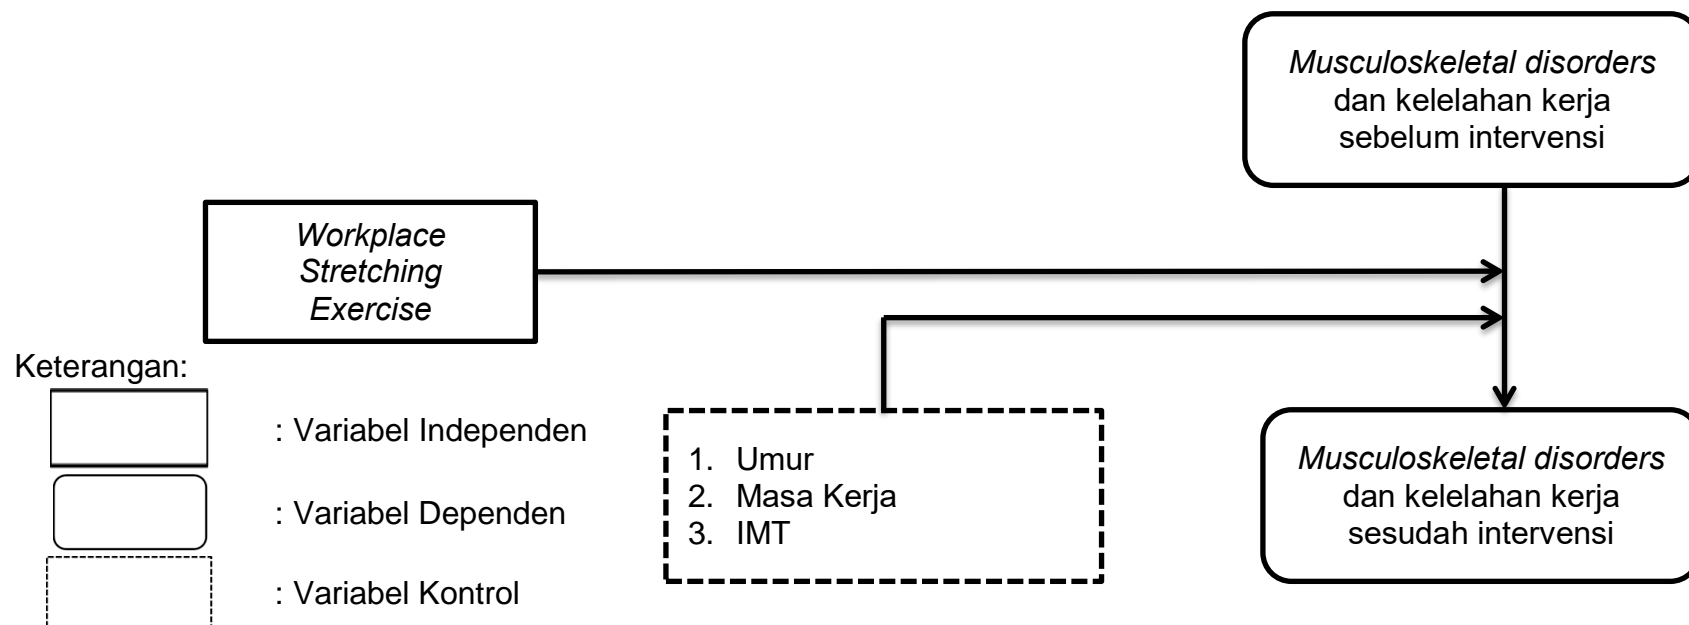 Musculoskeletal disorders
dan kelelahan kerja
sebelum intervensi
Workplace
Stretching
Exercise
Keterangan:
: Variabel Independen
: Variabel Dependen
: Variabel Kontrol
1. Umur
2. Masa Kerja
3. IMT
Musculoskeletal disorders
dan kelelahan kerja
sesudah intervensi